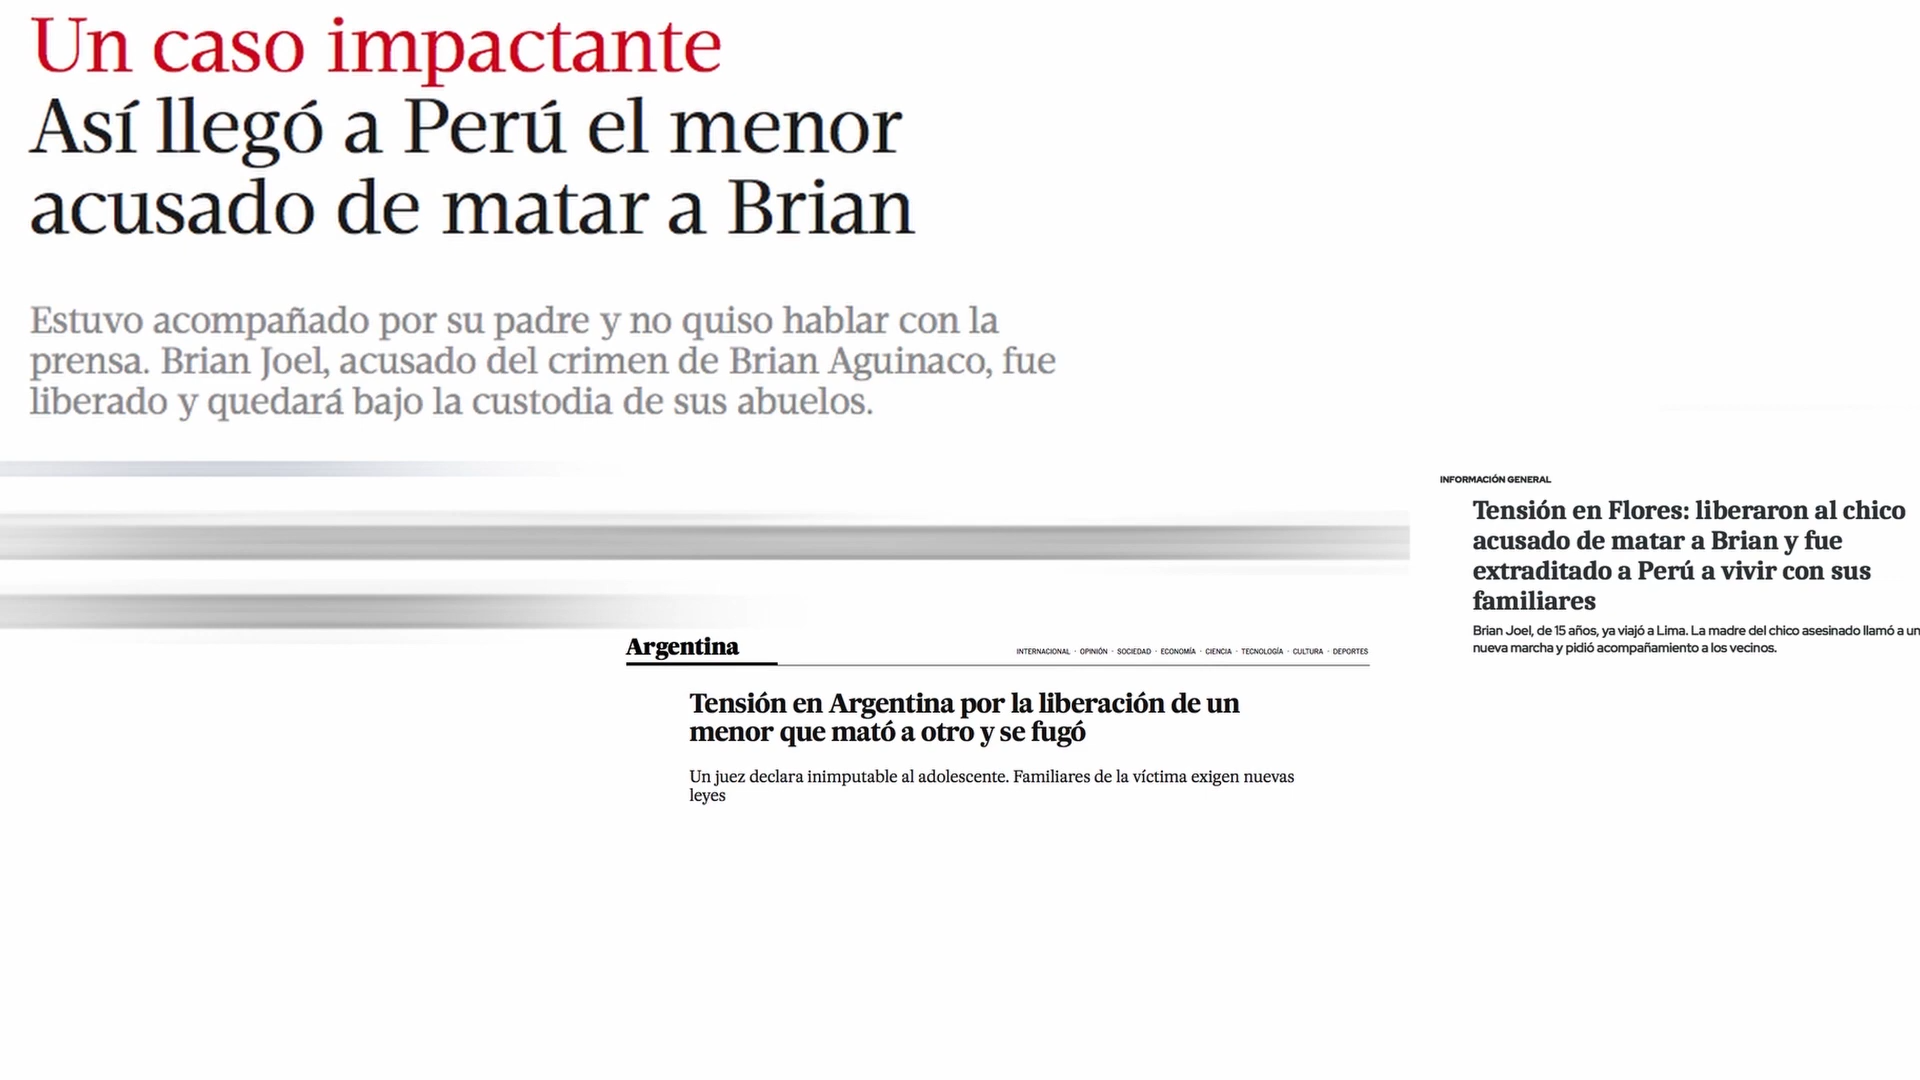 Un caso impactante
Así llegó a Perú el menor
acusado de matar a Brian
Estuvo acompañado por su padre y no quiso hablar con la
prensa. Brian Joel, acusado del crimen de Brian Aguinaco, fue
liberado y quedará bajo la custodia de sus abuelos.
INFORMACIÓN GENERAL
Tensión en Flores: liberaron al chico
acusado de matar a Brian y fue
extraditado a Perú a vivir con sus
familiares
Brian Joel, de 15 años, ya viajó a Lima. La madre del chico asesinado llamó a un
nueva marcha y pidió acompañamiento a los vecinos.
Argentina
INTERNACIONAL · OPINIÓN · SOCIEDAD · ECONOMÍA · CIENCIA · TECNOLOGÍA · CULTURA · DEPORTES
Tensión en Argentina por la liberación de un
menor que mató a otro y se fugó
Un juez declara inimputable al adolescente. Familiares de la víctima exigen nuevas
leyes